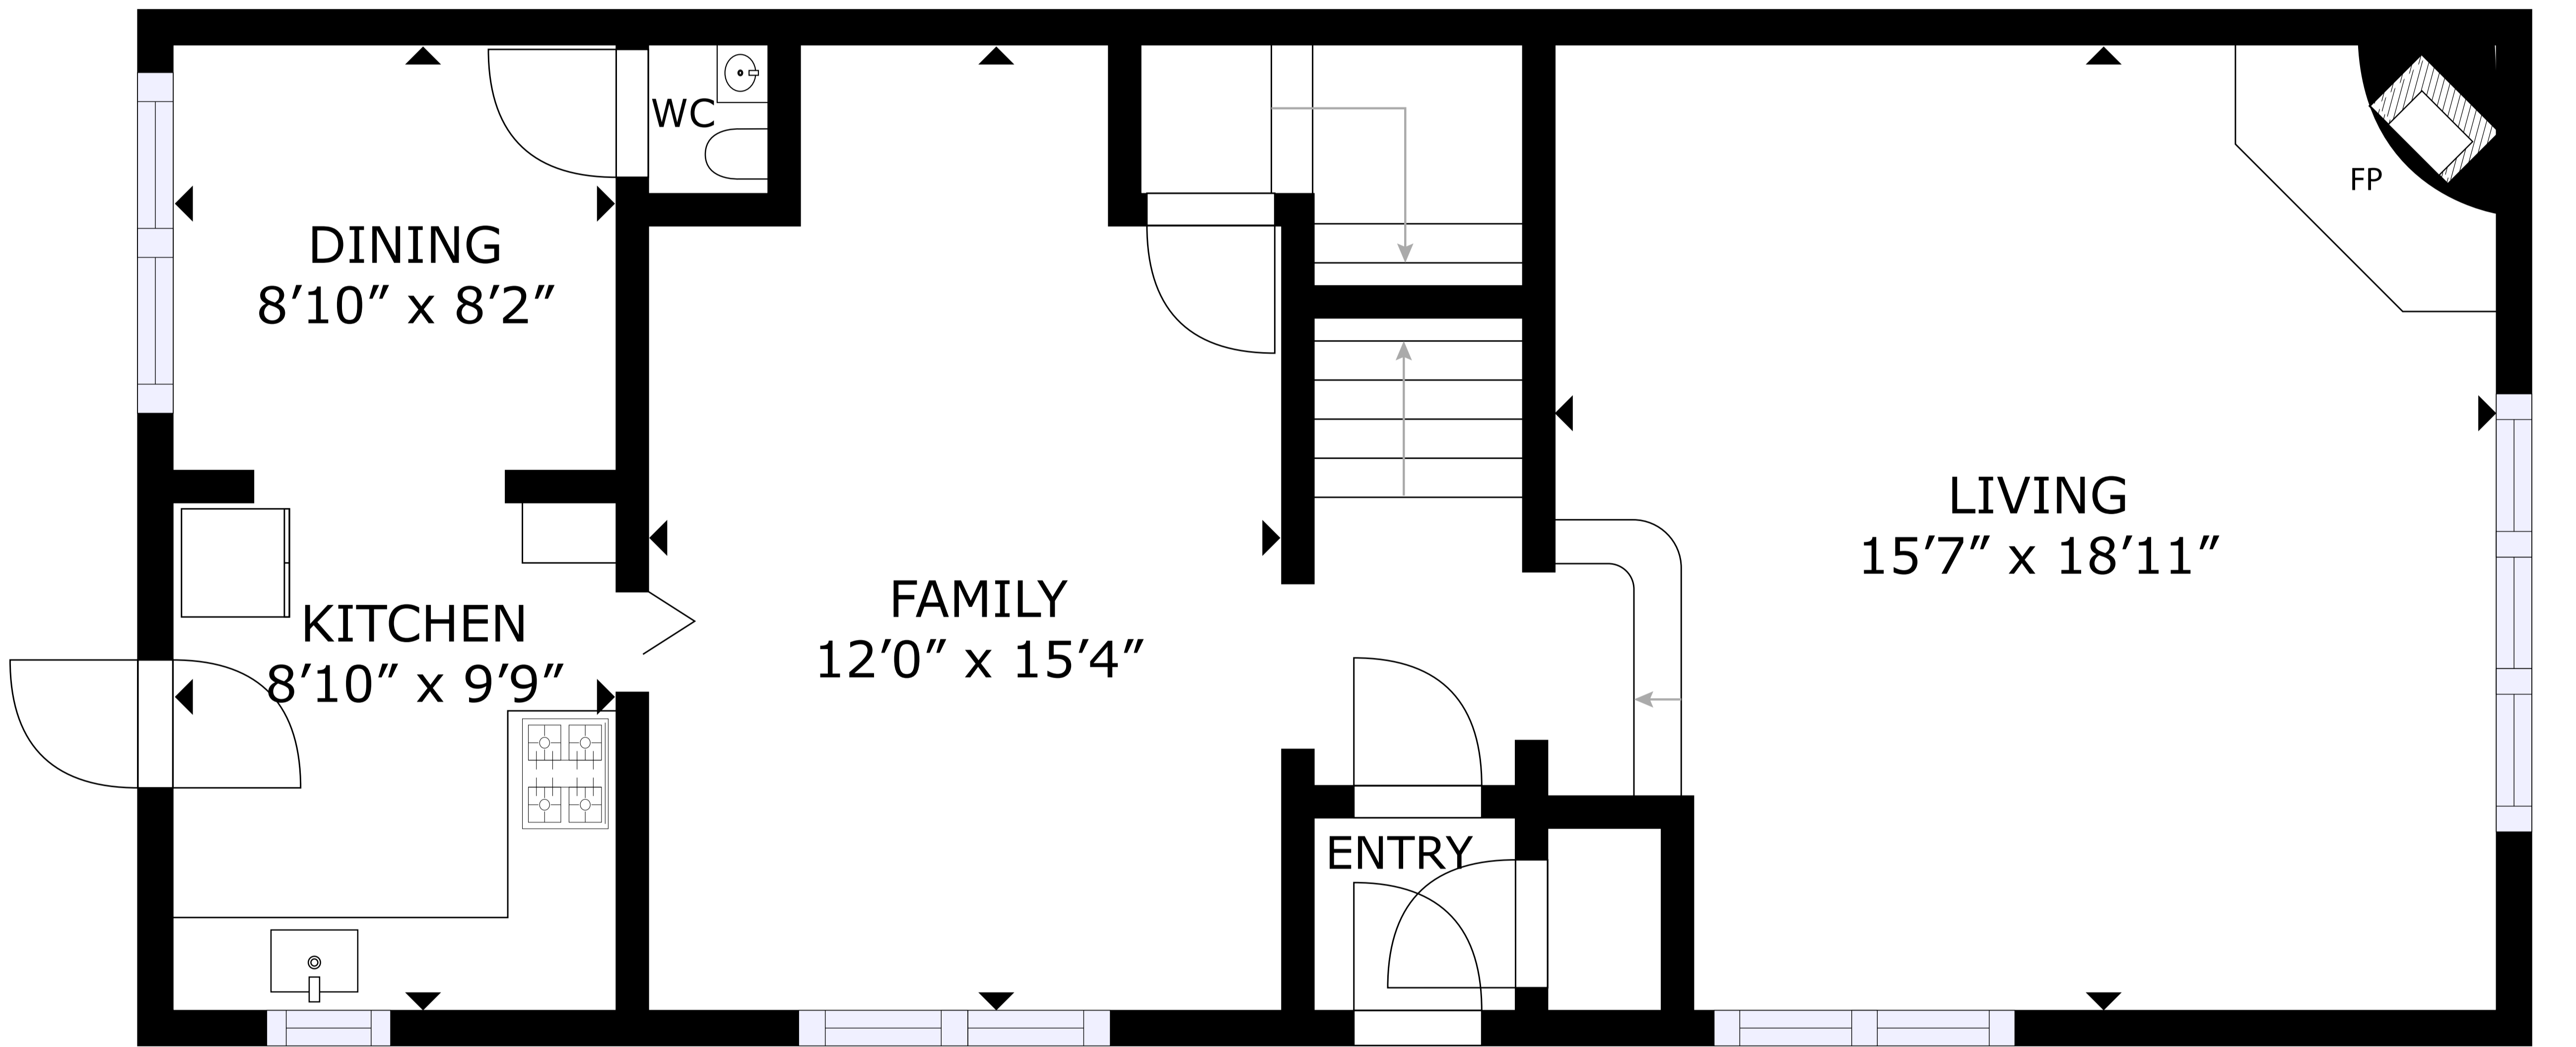 WC
FP
DINING
8'10" x 8'2"
LIVING
15'7" x 18'11"
FAMILY
12'0" x 15'4"
KITCHEN
8'10" x 9'9"
ENTRY